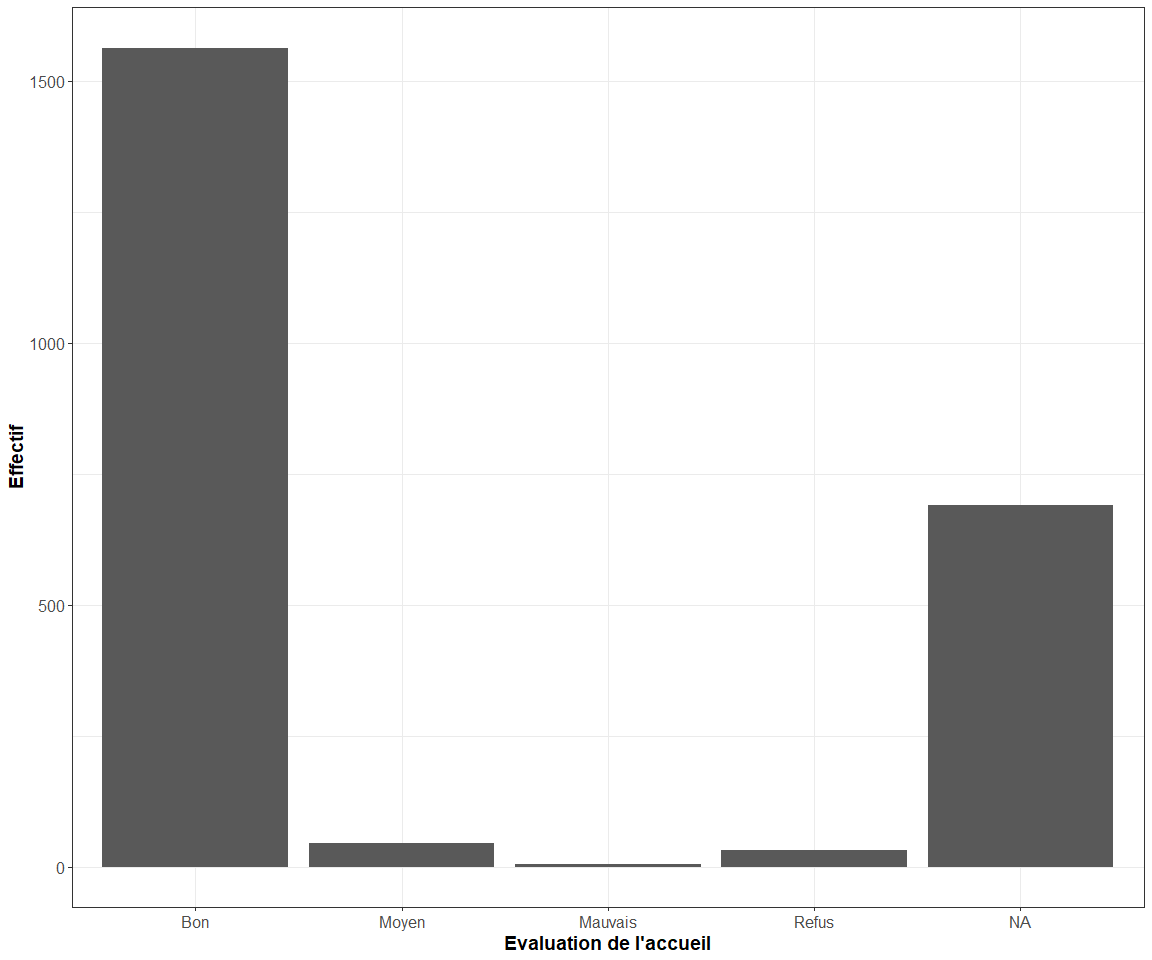 1500
1000
500
0
Effectif
Bon
Moyen
Mauvais
Refus
NA
Evaluation de l'accueil